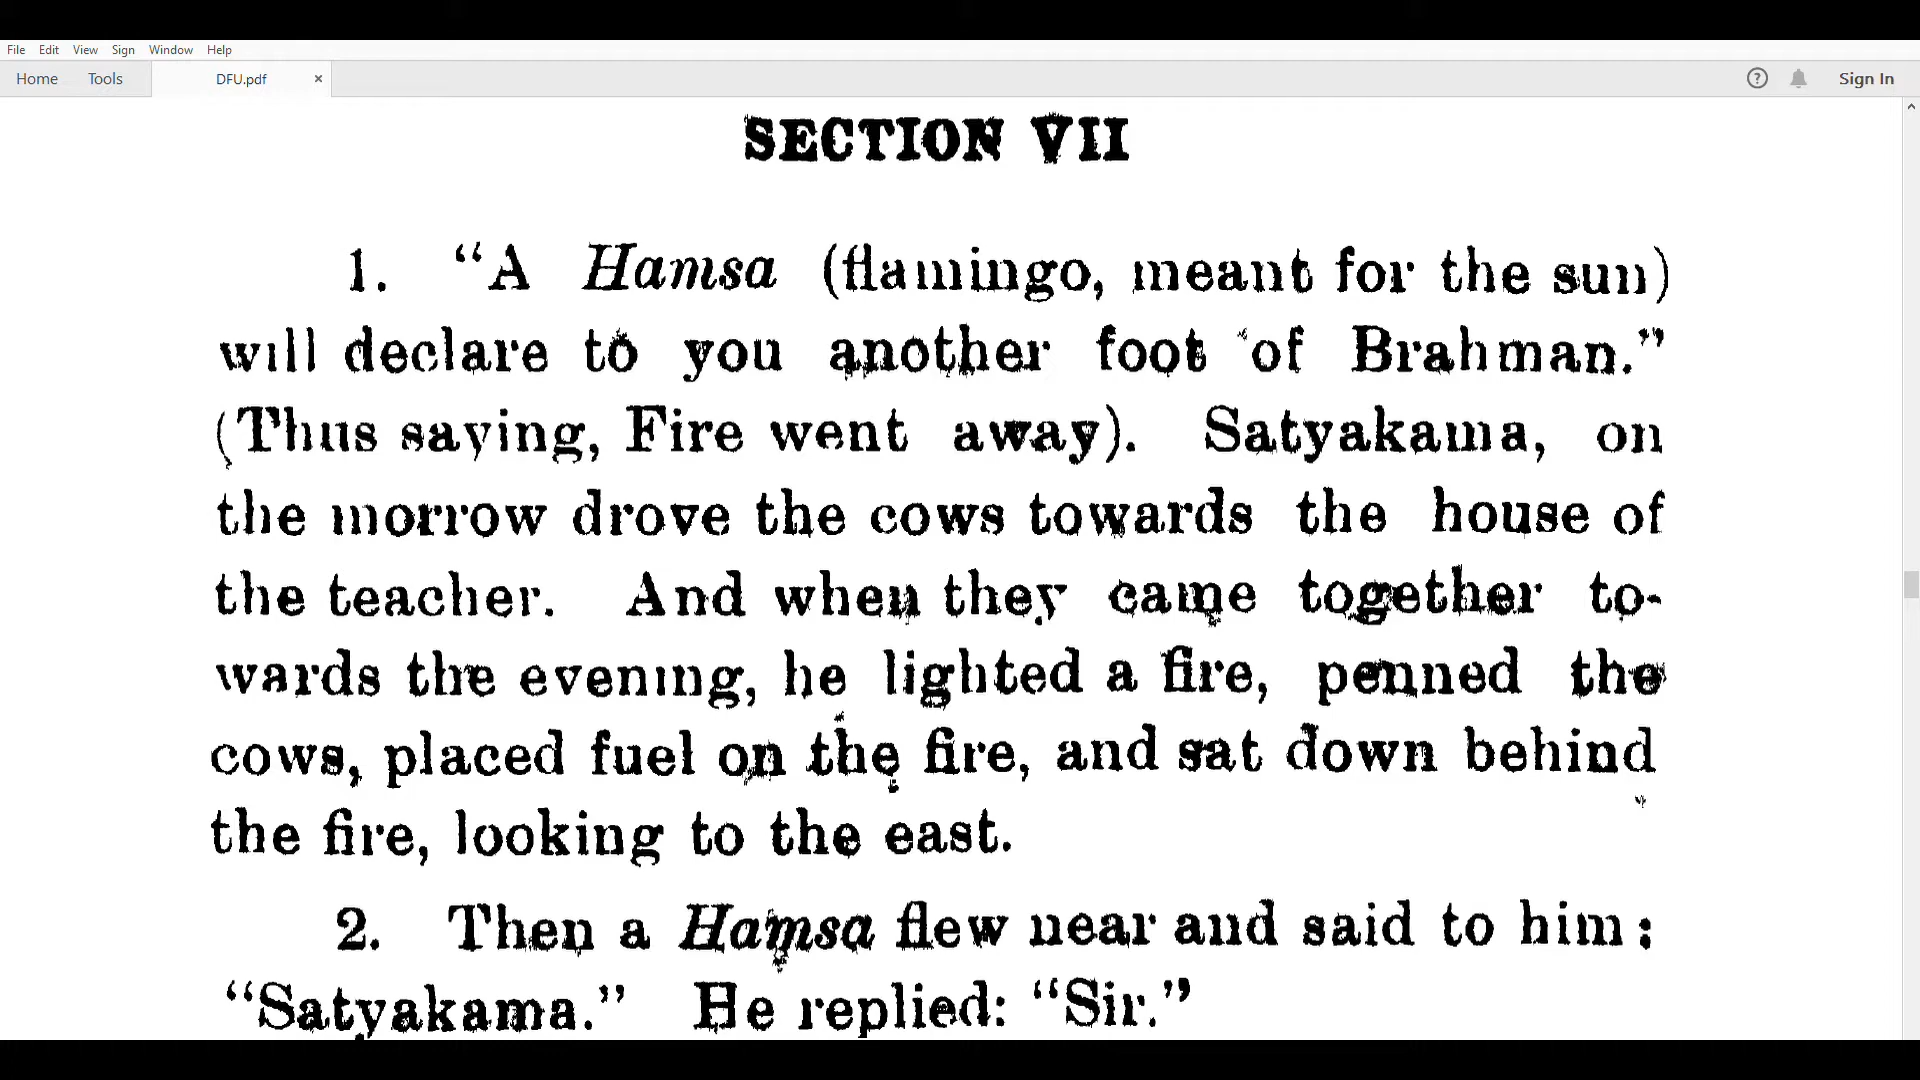 File Edit View Sign Window Help
Home Tools DFU.pdf × ? Sign In
SECTION VII
1. “A Hamsa (flamingo, meant for the sun)
will declare to you another foot of Brahman.”
(Thus saying, Fire went away). Satyakama, on
the morrow drove the cows towards the house of
the teacher. And when they came together to-
wards the evening, he lighted a fire, penned the
cows, placed fuel on the fire, and sat down behind
the fire, looking to the east.
2. Then a Hamsa flew near and said to him:
“Satyakama.” He replied: “Sir.”